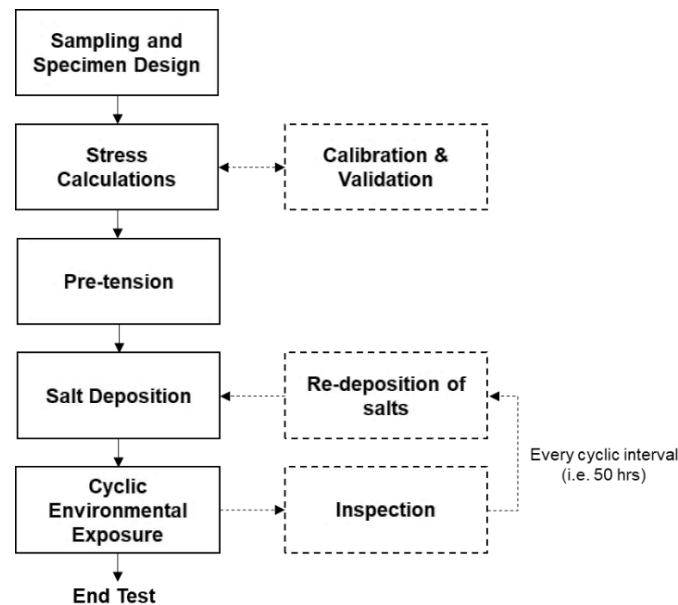 Sampling and
Specimen Design
Stress
Calculations
Calibration &
Validation
Pre-tension
Salt Deposition
Re-deposition of
salts
Every cyclic interval
(i.e. 50 hrs)
Cyclic
Environmental
Exposure
Inspection
End Test